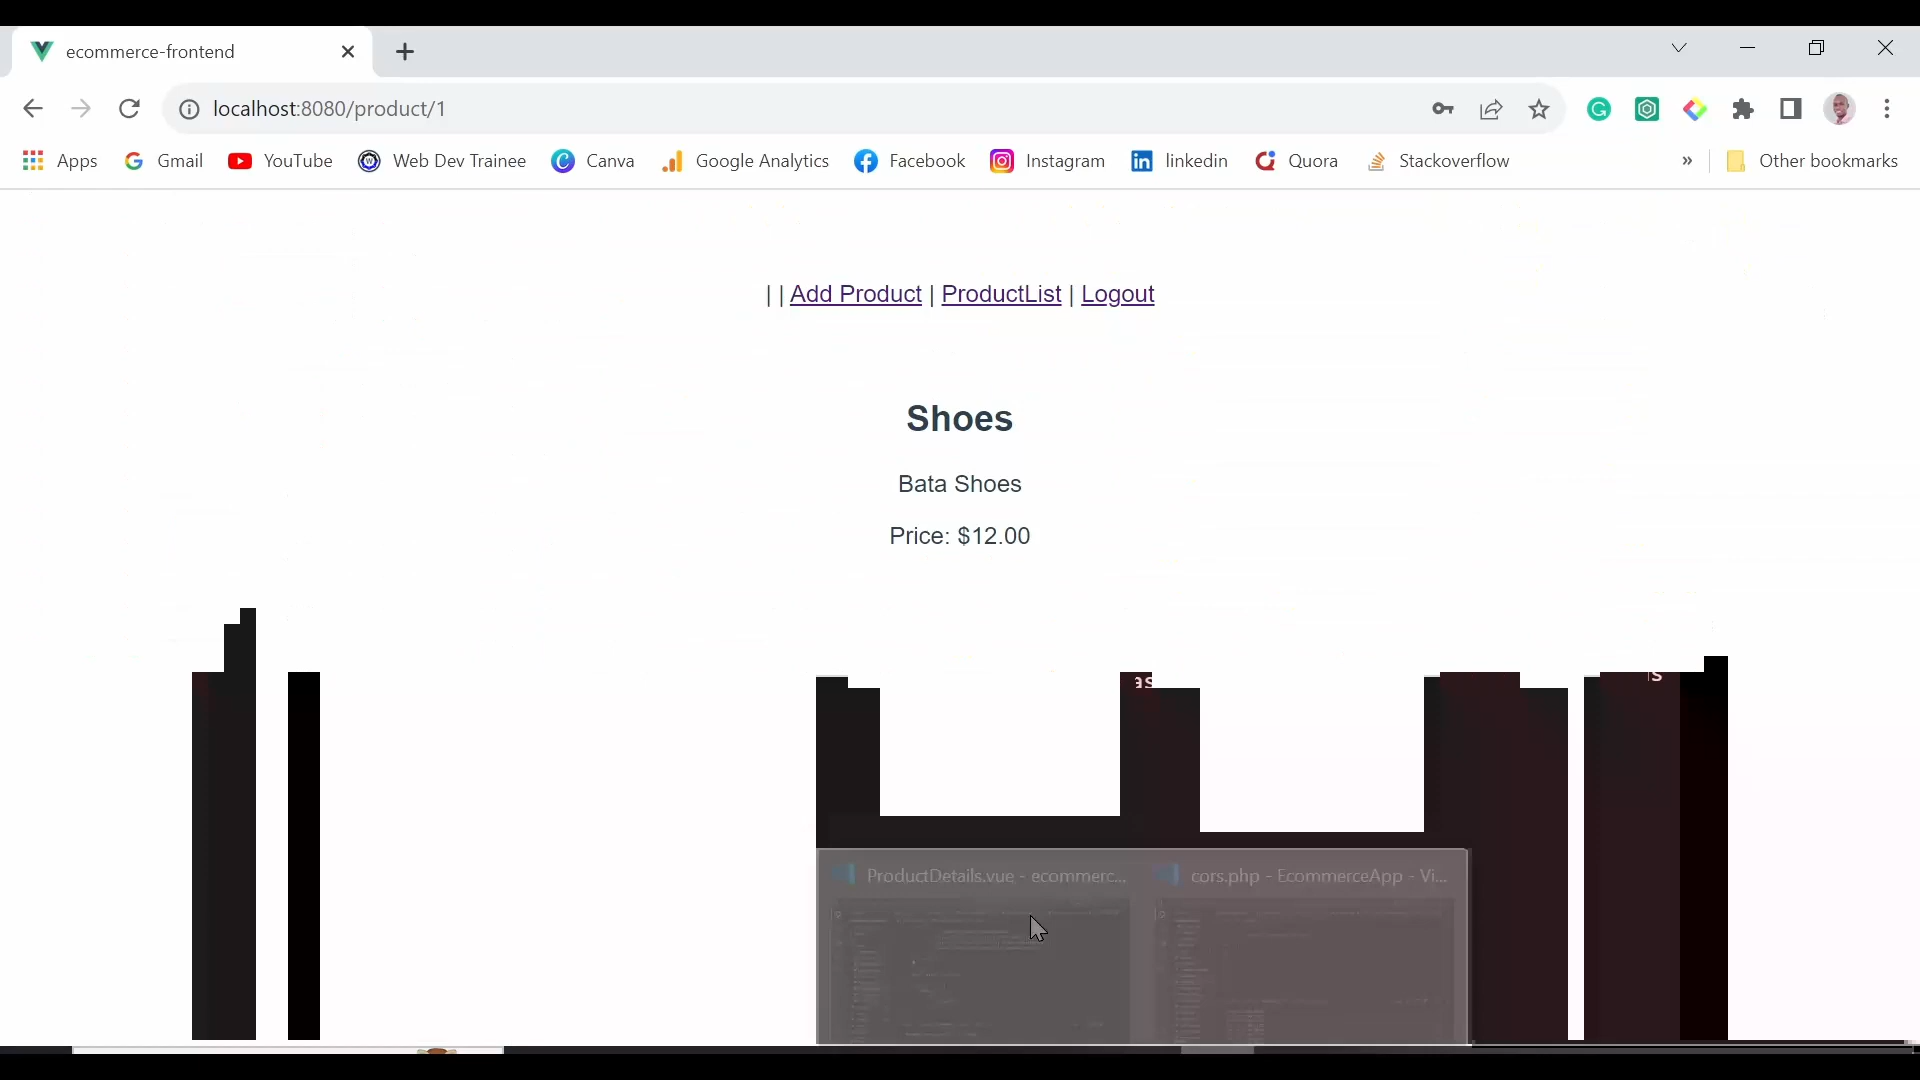 ecommerce-frontend
localhost:8080/product/1
Apps Gmail YouTube Web Dev Trainee Canva Google Analytics Facebook Instagram linkedin Quora Stackoverflow » Other bookmarks
| | Add Product | ProductList | Logout
Shoes
Bata Shoes
Price: $12.00
as s
ProductDetails.vue - ecommerc... cors.php - EcommerceApp - Vi...